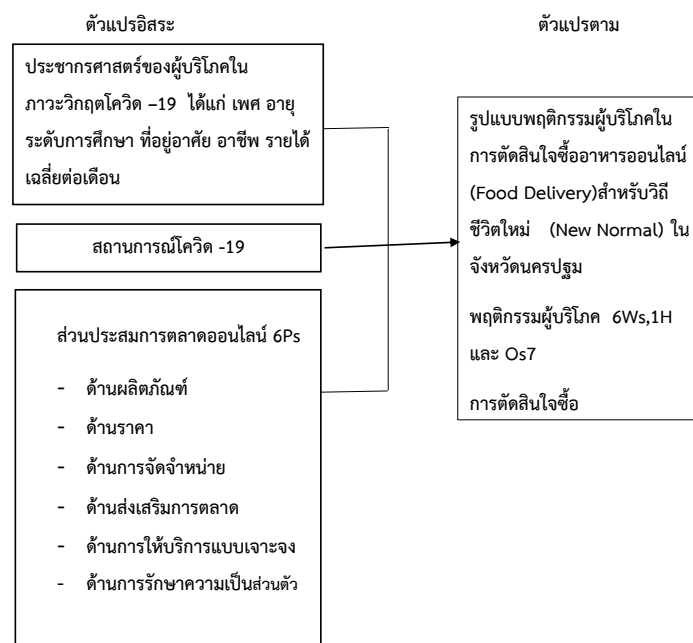 ตัวแปรอิสระ
ตัวแปรตาม
ประชากรศาสตร์ของผู้บริโภคใน
ภาวะวิกฤตโควิด –19 ได้แก่ เพศ อายุ
ระดับการศึกษา ที่อยู่อาศัย อาชีพ รายได้
เฉลี่ยต่อเดือน
สถานการณ์โควิด -19
ส่วนประสมการตลาดออนไลน์ 6Ps
- ด้านผลิตภัณฑ์
- ด้านราคา
- ด้านการจัดจำหน่าย
- ด้านส่งเสริมการตลาด
- ด้านการให้บริการแบบเจาะจง
- ด้านการรักษาความเป็นส่วนตัว
รูปแบบพฤติกรรมผู้บริโภคใน
การตัดสินใจซื้ออาหารออนไลน์
(Food Delivery)สำหรับวิถี
ชีวิตใหม่ (New Normal) ใน
จังหวัดนครปฐม
พฤติกรรมผู้บริโภค 6Ws,1H
และ Os7
การตัดสินใจซื้อ